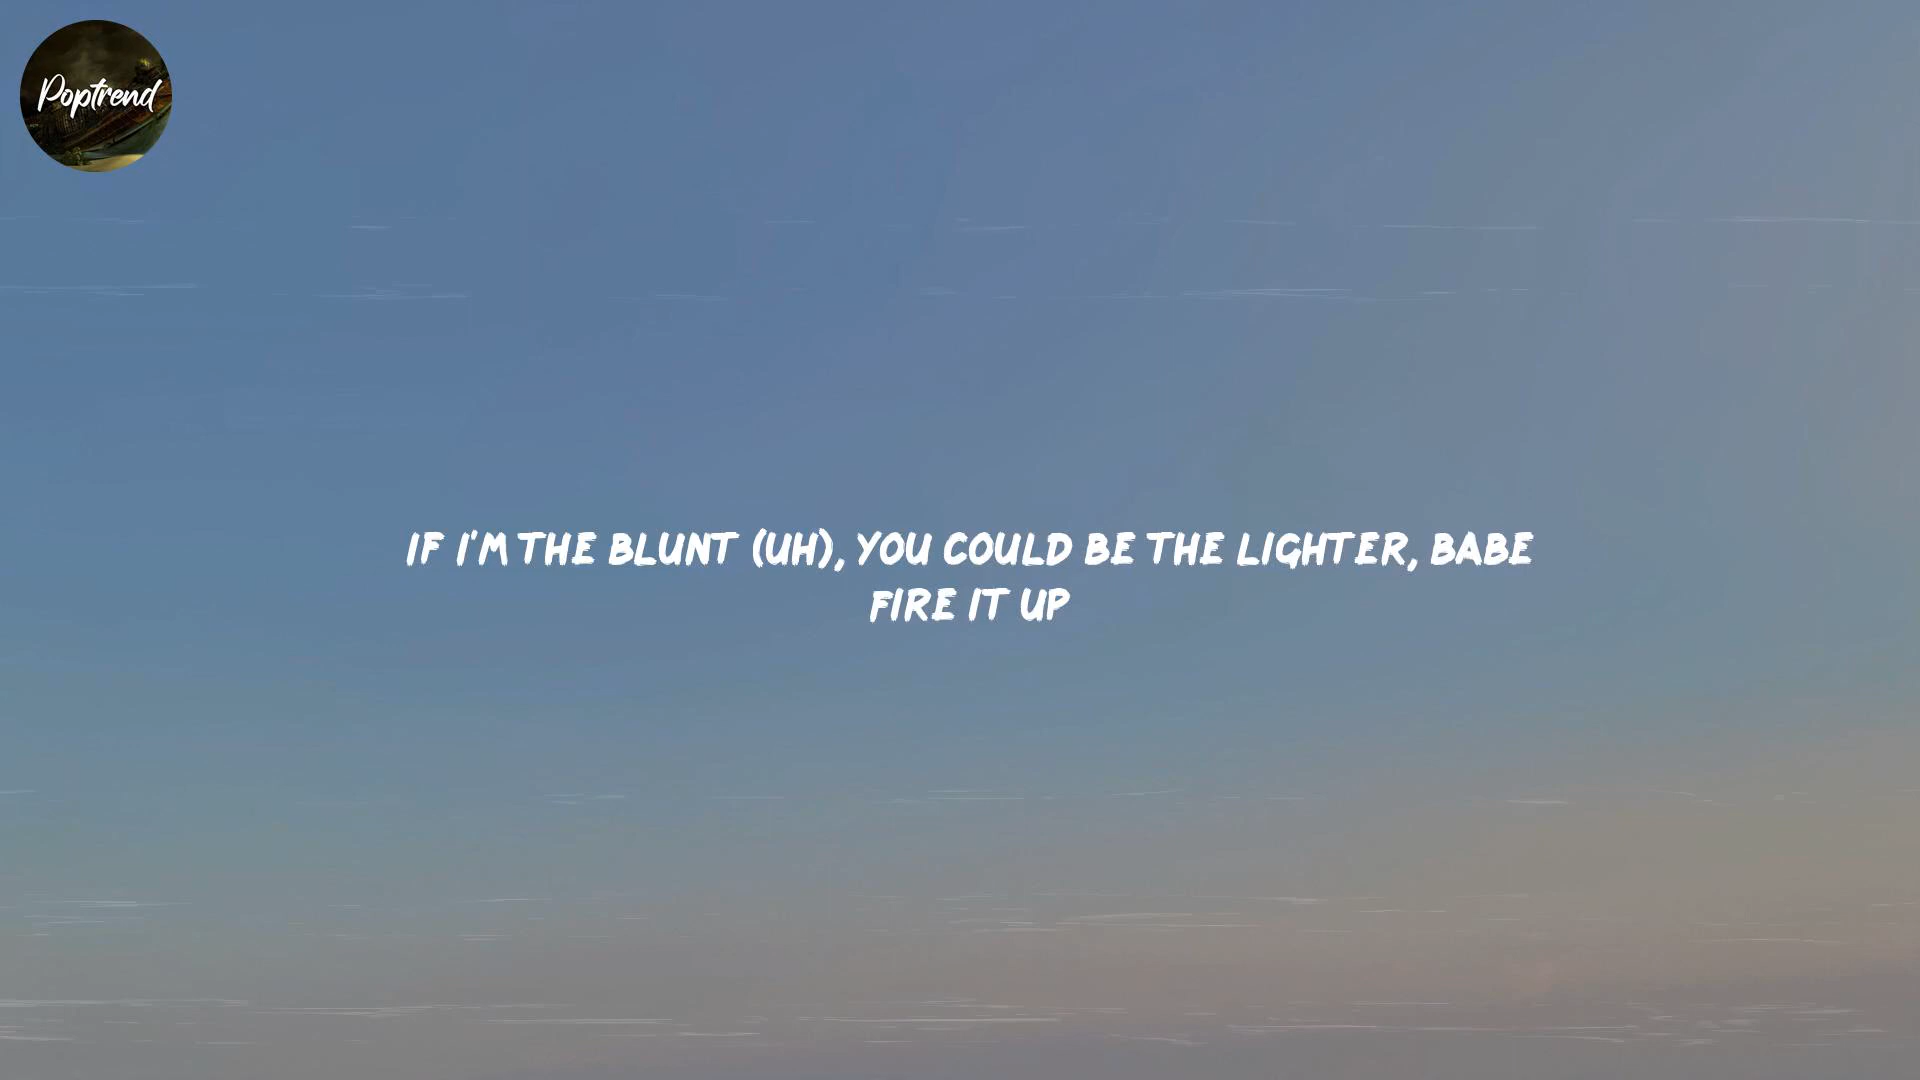 Poptrend
IF I'M THE BLUNT (UH), YOU COULD BE THE LIGHTER, BABE
FIRE IT UP